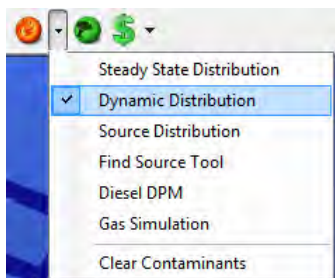 Steady State Distribution
Dynamic Distribution
Source Distribution
Find Source Tool
Diesel DPM
Gas Simulation
Clear Contaminants